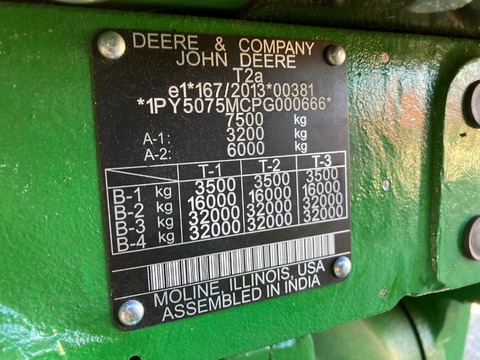 DEERE & COMPANY
JOHN DEERE
T2a
e1*167/2013*00381
*1PY5075MCPG000666*
7500 kg
A-1: 3200 kg
A-2: 6000 kg
T-1 T-2 T-3
B-1 kg 3500 3500 3500
B-2 kg 16000 16000 16000
B-3 kg 32000 32000 32000
B-4 kg 32000 32000 32000
MOLINE, ILLINOIS, USA
ASSEMBLED IN INDIA